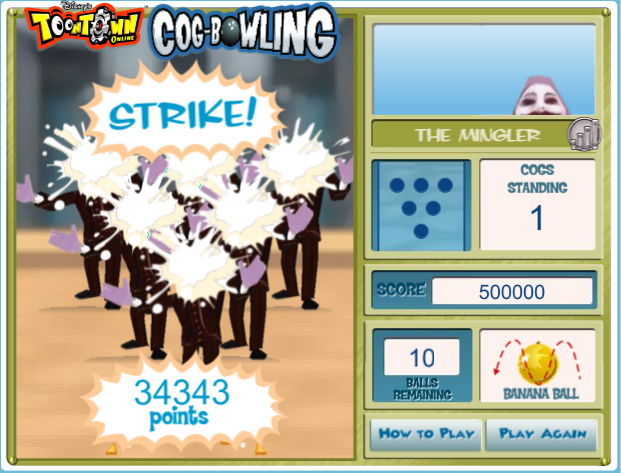 Disney's
TOONTOWN
ONLINE
COG-BOWLING
STRIKE!
34343
points
THE MINGLER
COGS
STANDING
1
SCORE 500000
10
BALLS
REMAINING
BANANA BALL
HOW TO PLAY
PLAY AGAIN